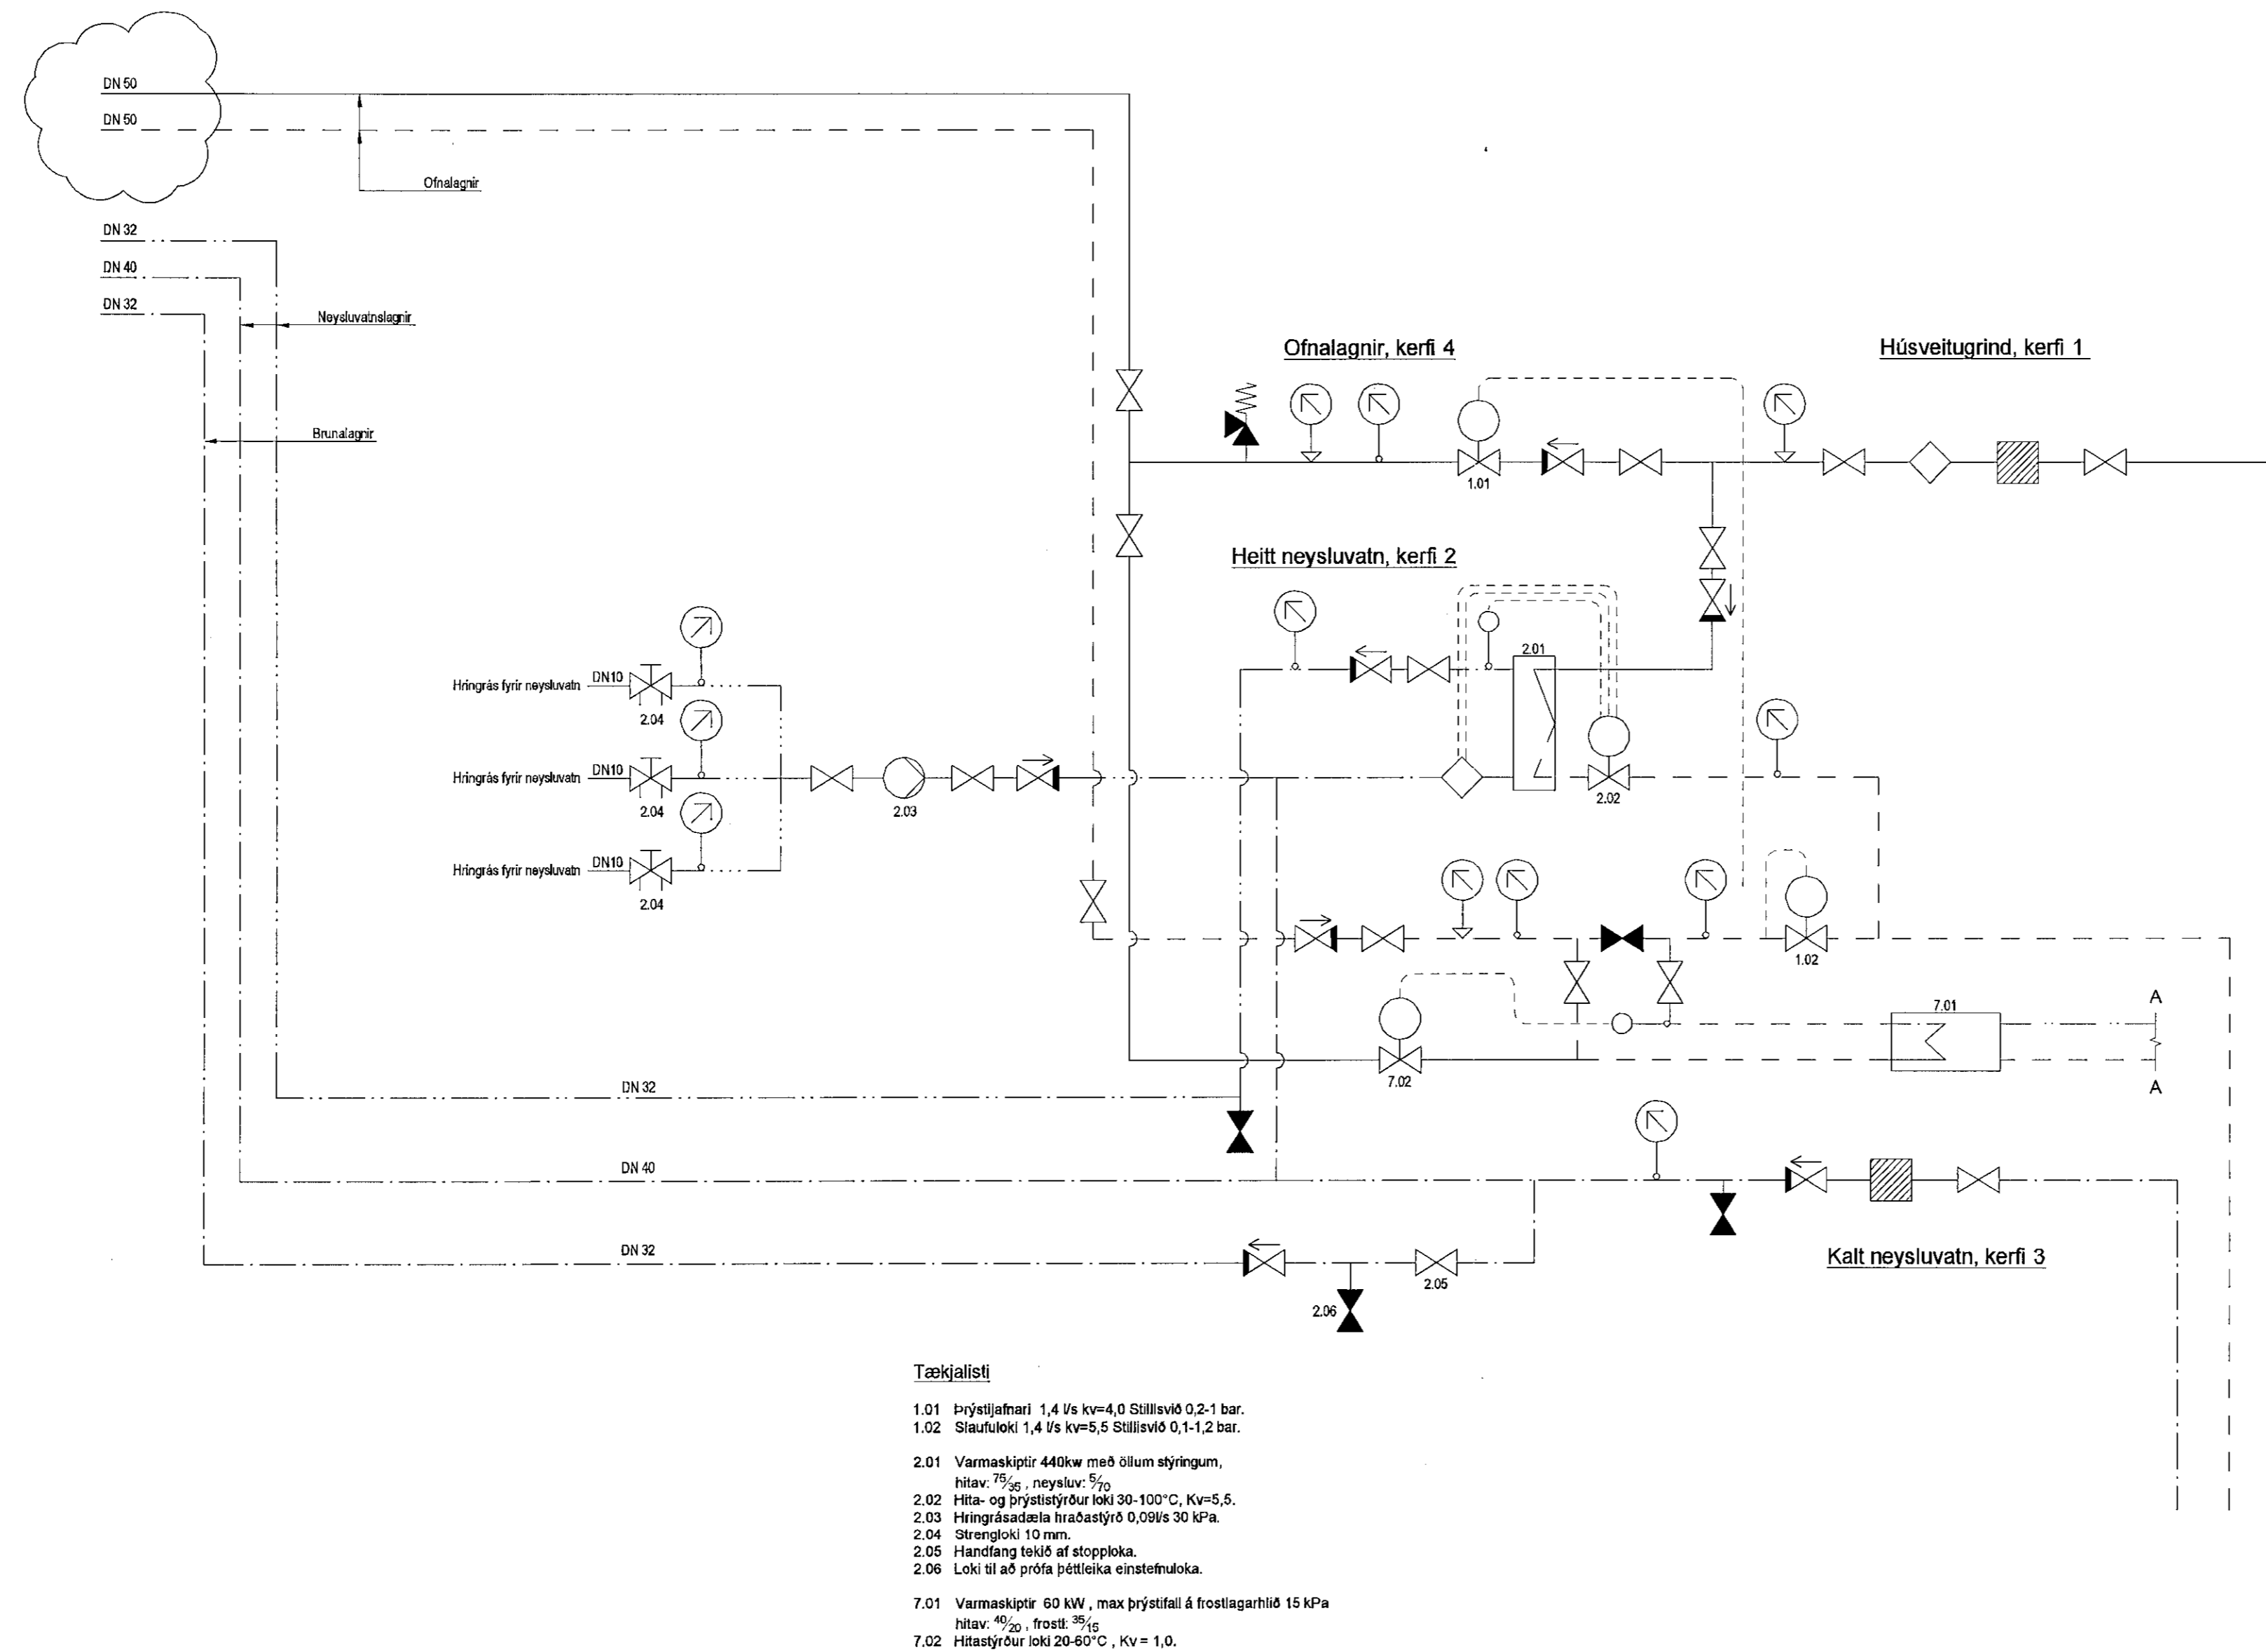 DN 50
DN 50
Ofnalagnir
DN 32
DN 40
DN 32
Neysluvatnslagnir
Brunalagnir
Ofnalagnir, kerfi 4
Húsveitugrind, kerfi 1
1.01
Heitt neysluvatn, kerfi 2
2.01
Hringrás fyrir neysluvatn DN10
2.04
Hringrás fyrir neysluvatn DN10
2.04
2.03
2.02
Hringrás fyrir neysluvatn DN10
2.04
1.02
A
7.01
7.02
A
DN 32
DN 40
DN 32
2.05
Kalt neysluvatn, kerfi 3
2.06
Tækjalisti
1.01 Þrýstijafnari 1,4 l/s kv=4,0 Stillisvið 0,2-1 bar.
1.02 Slaufuloki 1,4 l/s kv=5,5 Stillisvið 0,1-1,2 bar.
2.01 Varmaskiptir 440kw með öllum stýringum,
hitav: 75/35 , neysluv: 5/70
2.02 Hita- og þrýstistýrður loki 30-100°C, Kv=5,5.
2.03 Hringrásadæla hraðastýrð 0,09l/s 30 kPa.
2.04 Strengloki 10 mm.
2.05 Handfang tekið af stopploka.
2.06 Loki til að prófa þéttleika einstefnuloka.
7.01 Varmaskiptir 60 kW , max þrýstifall á frostlagarhlið 15 kPa
hitav: 40/20 , frostl: 35/15
7.02 Hitastýrður loki 20-60°C , Kv = 1,0.